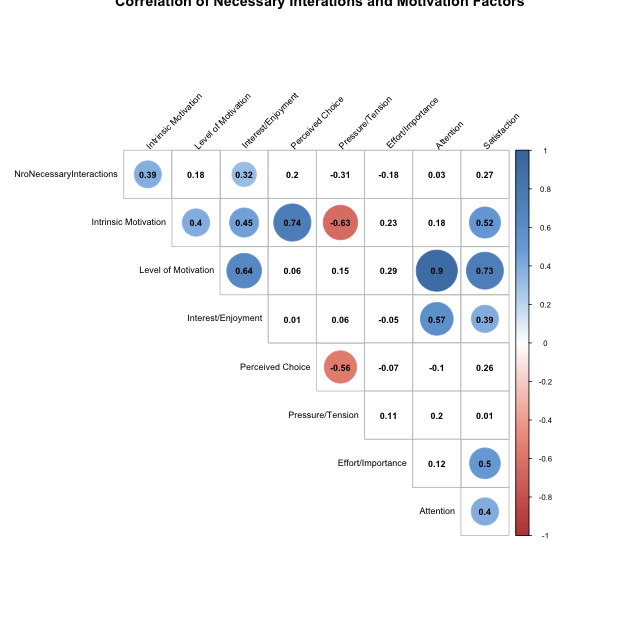 Correlation of Necessary Interations and Motivation Factors
Intrinsic Motivation
Level of Motivation
Interest/Enjoyment
Perceived Choice
Pressure/Tension
Effort/Importance
Attention
Satisfaction
NroNecessaryInteractions 0.39 0.18 0.32 0.2 -0.31 -0.18 0.03 0.27
Intrinsic Motivation 0.4 0.45 0.74 -0.63 0.23 0.18 0.52
Level of Motivation 0.64 0.06 0.15 0.29 0.9 0.73
Interest/Enjoyment 0.01 0.06 -0.05 0.57 0.39
Perceived Choice -0.56 -0.07 -0.1 0.26
Pressure/Tension 0.11 0.2 0.01
Effort/Importance 0.12 0.5
Attention 0.4
1
0.8
0.6
0.4
0.2
0
-0.2
-0.4
-0.6
-0.8
-1